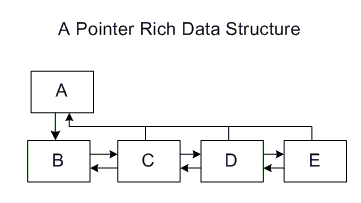 A Pointer Rich Data Structure
A
B C D E